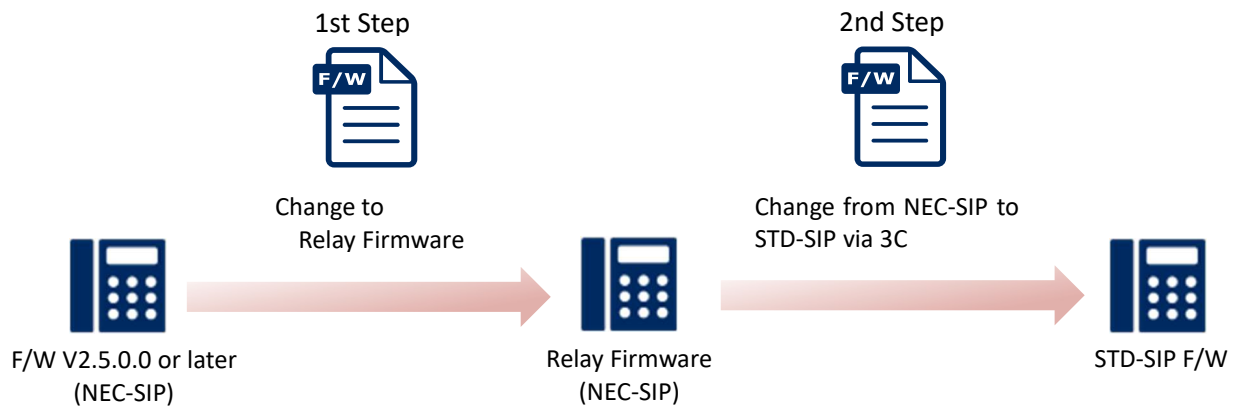 1st Step
F/W
Change to
Relay Firmware
2nd Step
F/W
Change from NEC-SIP to
STD-SIP via 3C
F/W V2.5.0.0 or later
(NEC-SIP)
Relay Firmware
(NEC-SIP)
STD-SIP F/W